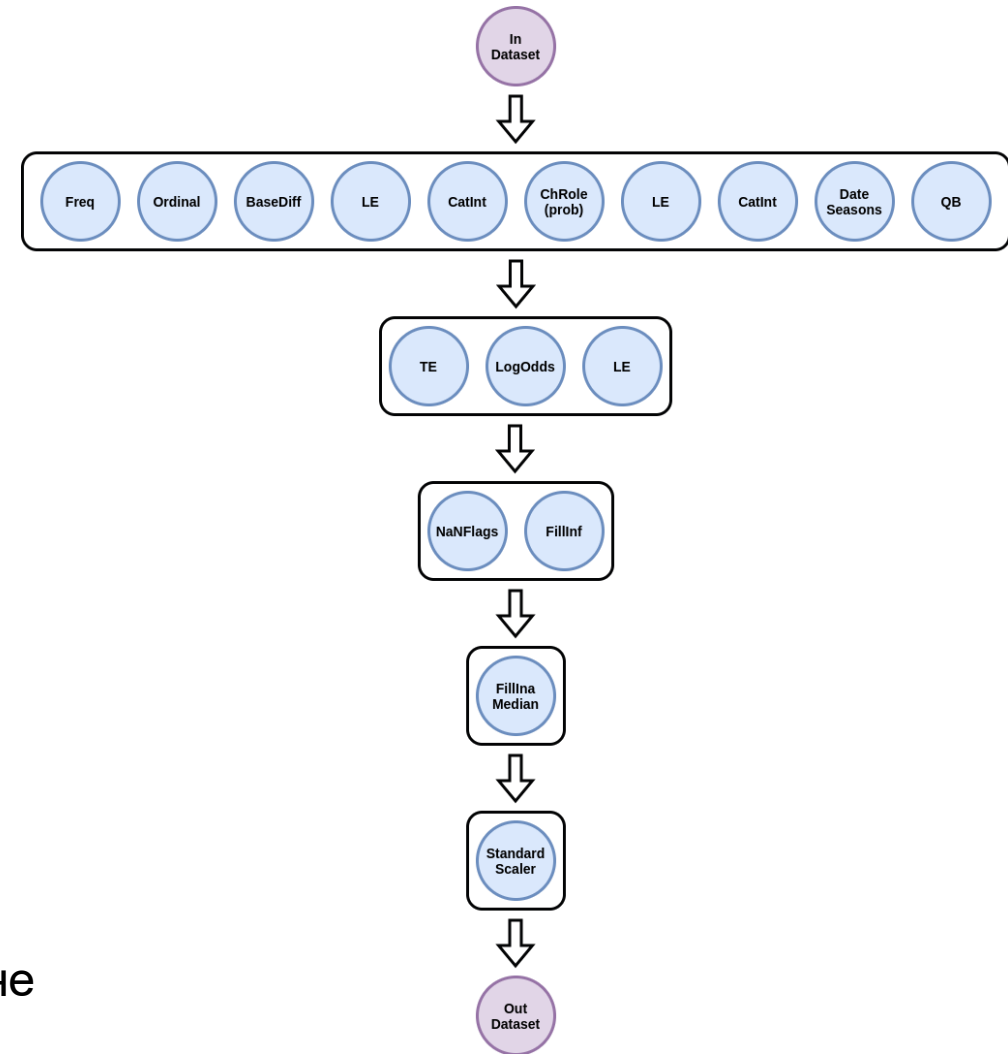 In
Dataset
Freq
Ordinal
BaseDiff
LE
CatInt
ChRole
(prob)
LE
CatInt
Date
Seasons
QB
TE
LogOdds
LE
NaNFlags
FillInf
FillIna
Median
Standard
Scaler
Out
Dataset